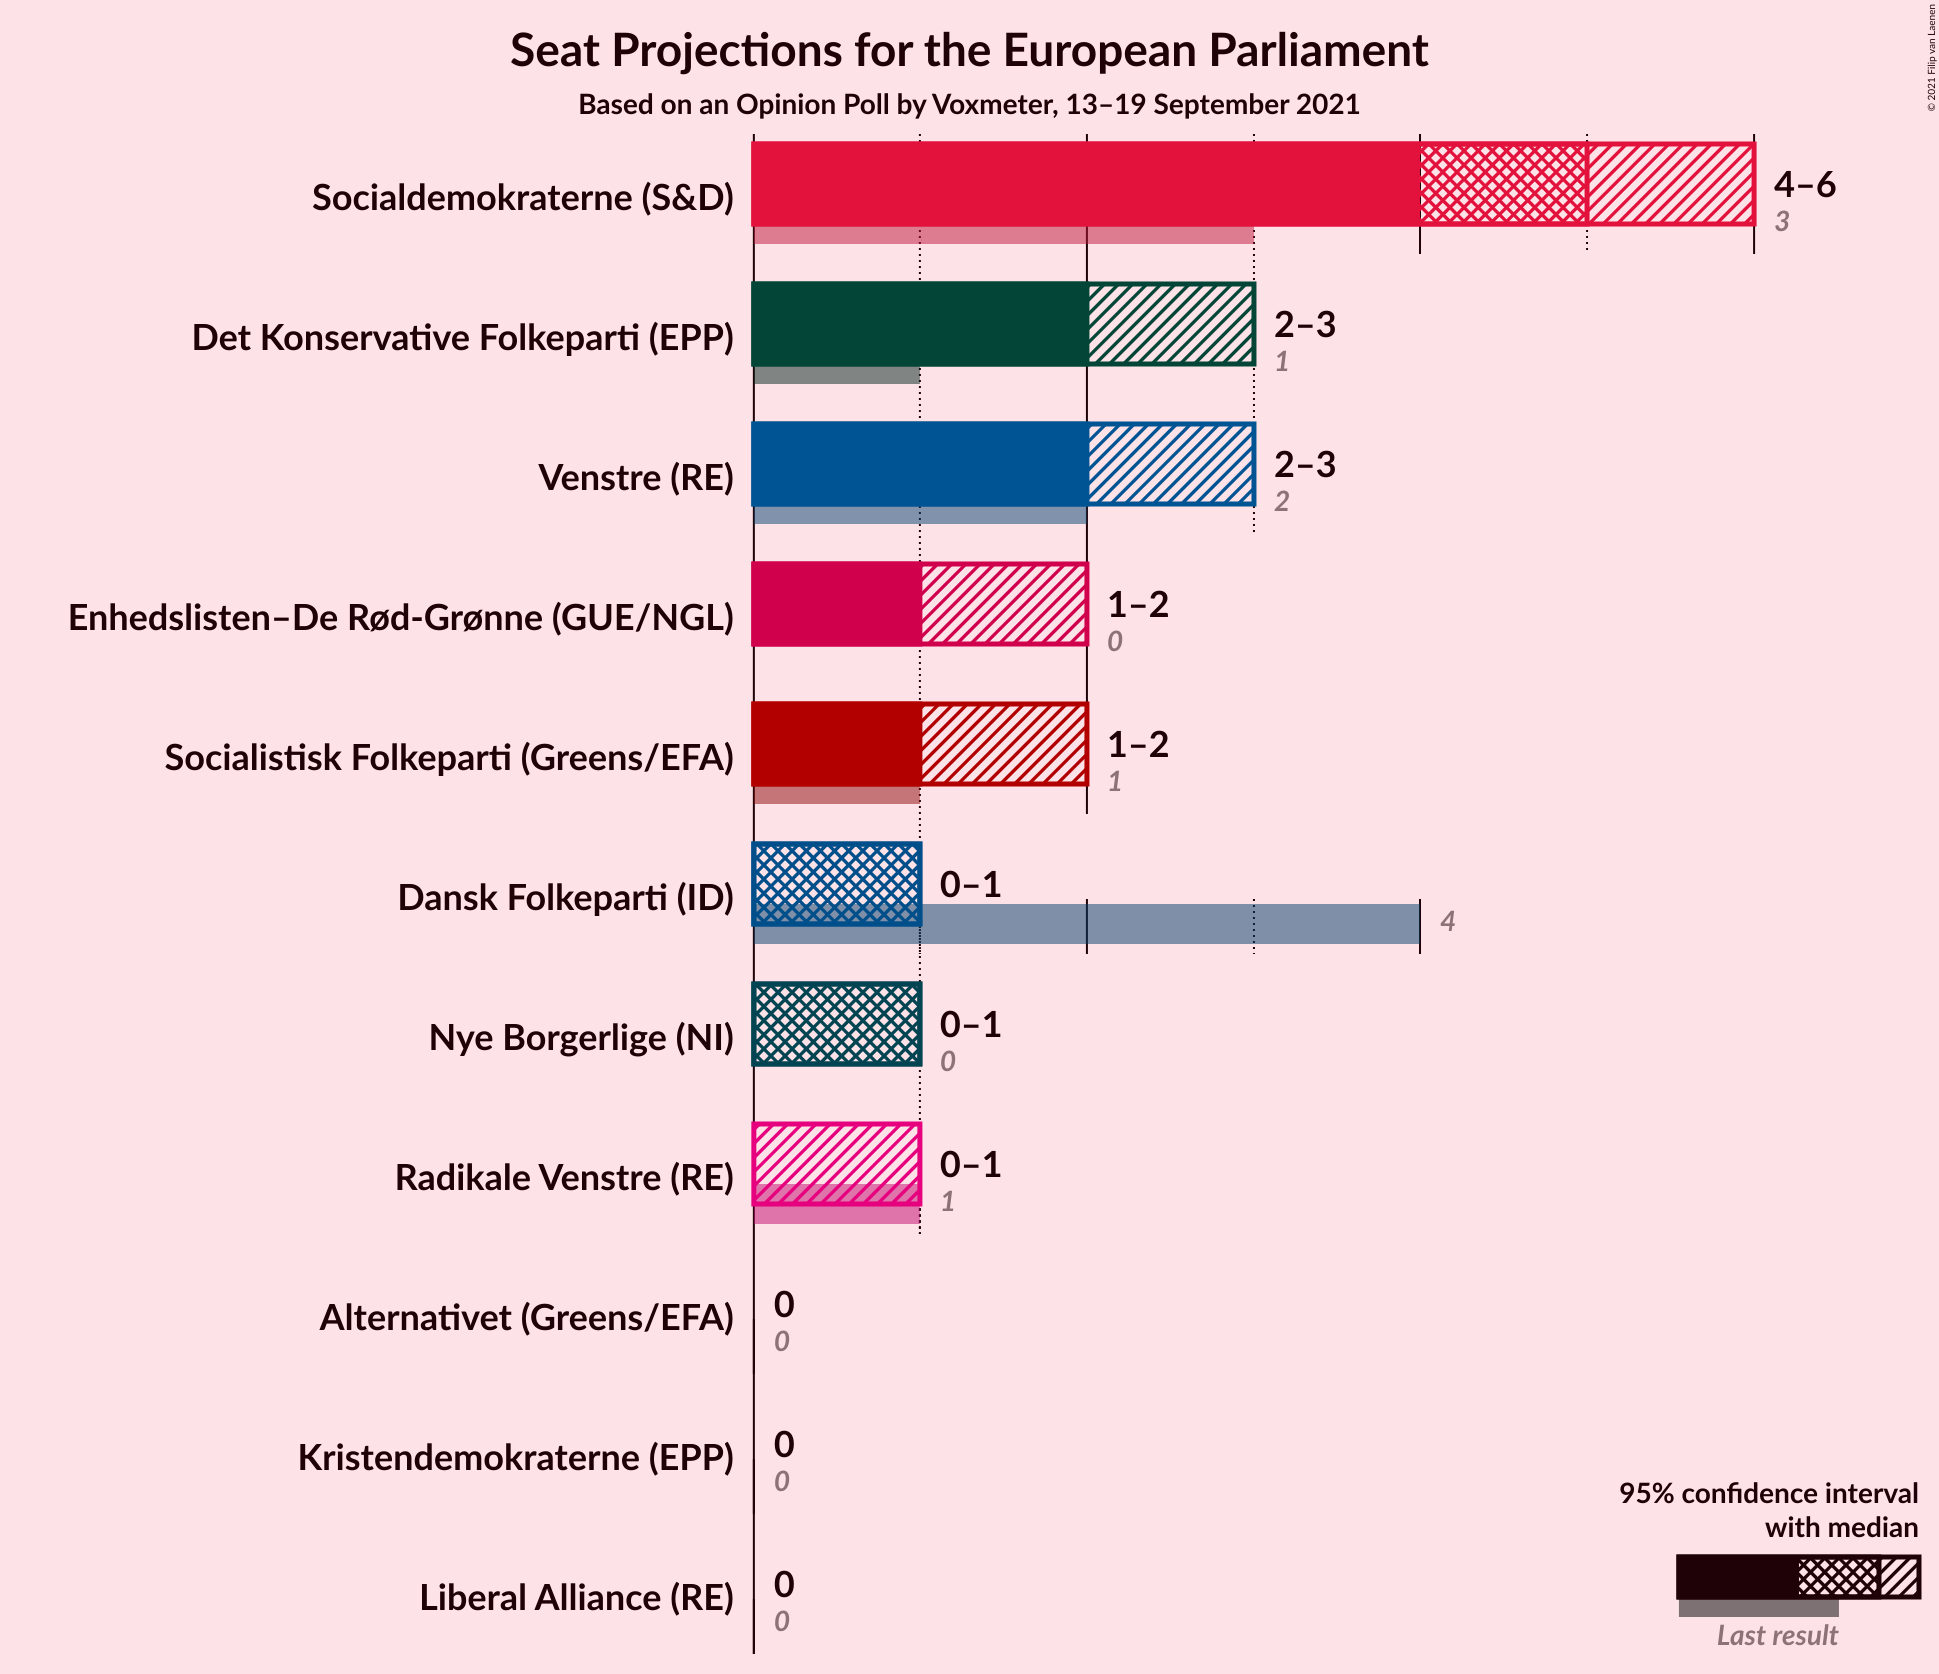 Seat Projections for the European Parliament
Based on an Opinion Poll by Voxmeter, 13–19 September 2021
© 2021 Filip van Laenen
Socialdemokraterne (S&D)
4–6
3
Det Konservative Folkeparti (EPP)
2–3
1
Venstre (RE)
2–3
2
Enhedslisten–De Rød-Grønne (GUE/NGL)
1–2
0
Socialistisk Folkeparti (Greens/EFA)
1–2
1
Dansk Folkeparti (ID)
0–1
4
Nye Borgerlige (NI)
0–1
0
Radikale Venstre (RE)
0–1
1
Alternativet (Greens/EFA)
0
0
Kristendemokraterne (EPP)
0
0
Liberal Alliance (RE)
0
0
95% confidence interval
with median
Last result